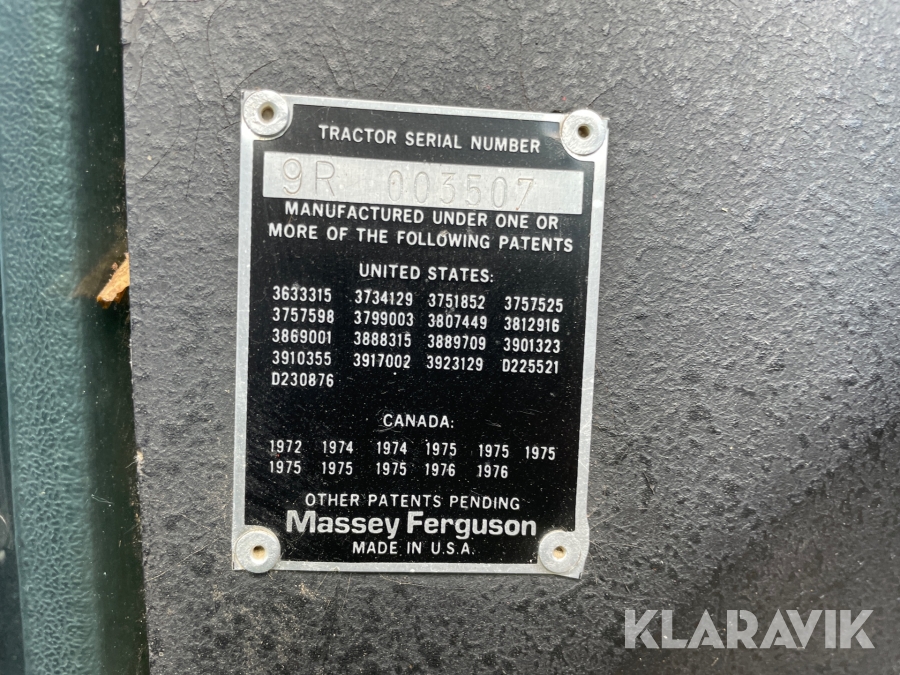 TRACTOR SERIAL NUMBER
9R 003507
MANUFACTURED UNDER ONE OR
MORE OF THE FOLLOWING PATENTS
UNITED STATES:
3633315 3734129 3751852 3757525
3757598 3799003 3807449 3812916
3869001 3888315 3889709 3901323
3910355 3917002 3923129 D225521
D230876
CANADA:
1972 1974 1974 1975 1975 1975
1975 1975 1975 1976 1976
OTHER PATENTS PENDING
Massey Ferguson
MADE IN U.S.A.
KLARAVIK